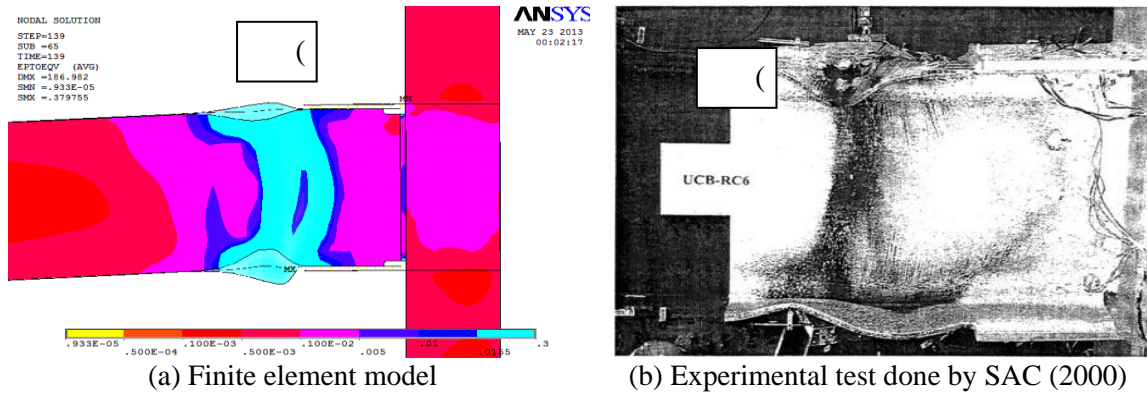 NODAL SOLUTION
STEP=139
SUB =65
TIME=139
EPTOEQV (AVG)
DMX=186.982
SMN =.933E-05
SMX =.379755
ANSYS
MAY 23 2013
00:02:17
(
MN
MX
.933E-05
.500E-04
.100E-03
.500E-03
.100E-02
.005
.01
.0155
.3
(a) Finite element model
(
UCB-RC6
(b) Experimental test done by SAC (2000)